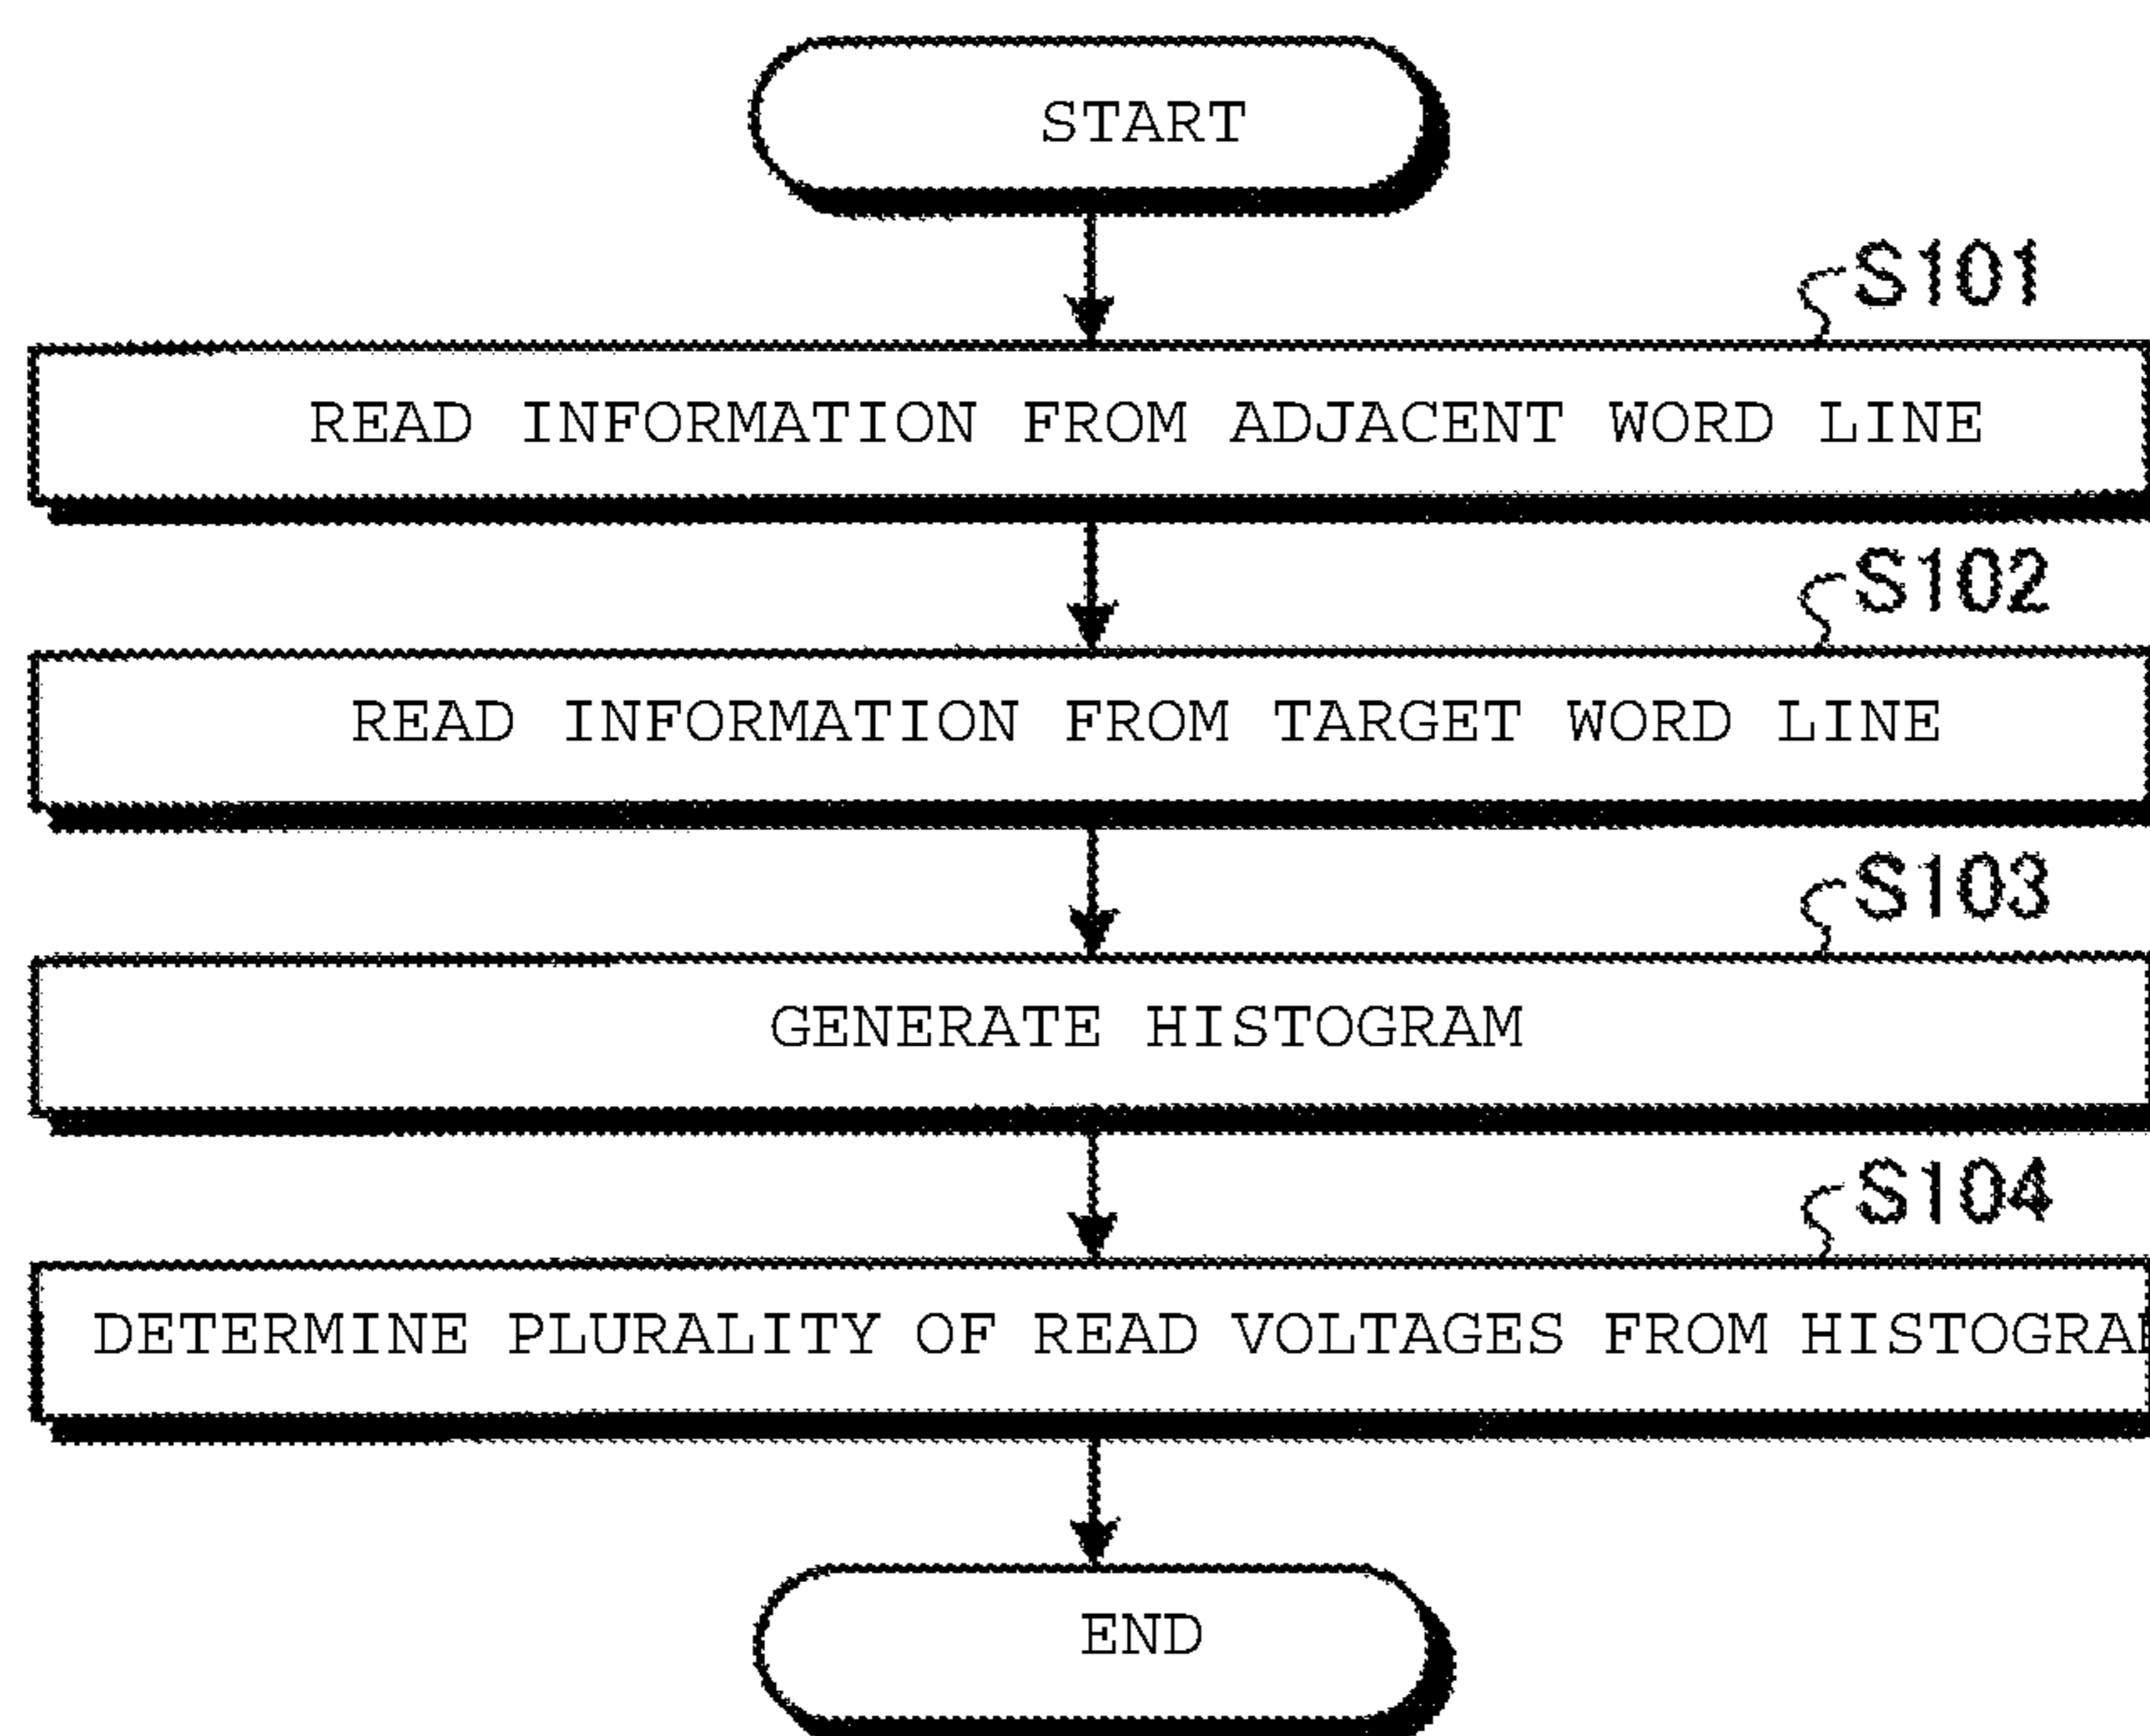 START
S101
READ INFORMATION FROM ADJACENT WORD LINE
S102
READ INFORMATION FROM TARGET WORD LINE
S103
GENERATE HISTOGRAM
S104
DETERMINE PLURALITY OF READ VOLTAGES FROM
END